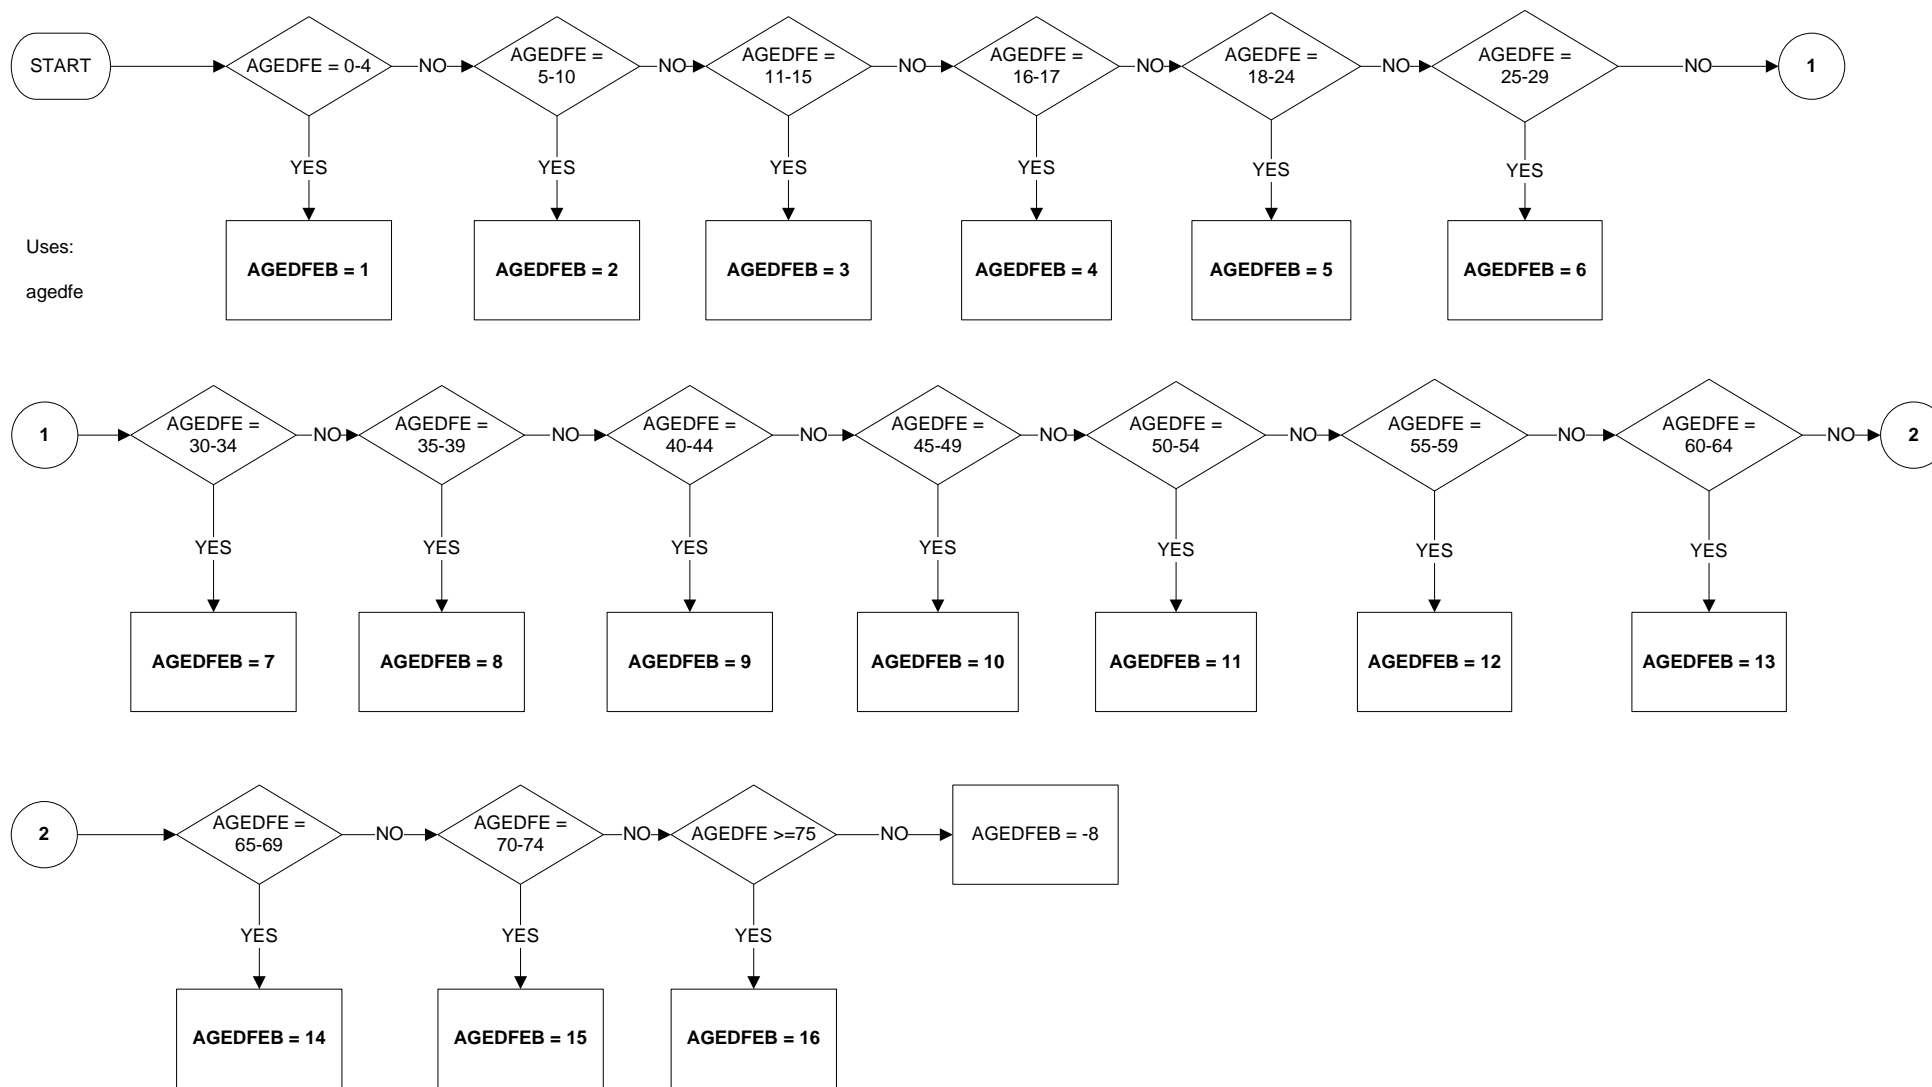 START
AGEDFE = 0-4
NO
AGEDFE =
5-10
NO
AGEDFE =
11-15
NO
AGEDFE =
16-17
NO
AGEDFE =
18-24
NO
AGEDFE =
25-29
NO
1
YES
YES
YES
YES
YES
YES
Uses:
agedfe
AGEDFEB = 1
AGEDFEB = 2
AGEDFEB = 3
AGEDFEB = 4
AGEDFEB = 5
AGEDFEB = 6
1
AGEDFE =
30-34
NO
AGEDFE =
35-39
NO
AGEDFE =
40-44
NO
AGEDFE =
45-49
NO
AGEDFE =
50-54
NO
AGEDFE =
55-59
NO
AGEDFE =
60-64
NO
2
YES
YES
YES
YES
YES
YES
YES
AGEDFEB = 7
AGEDFEB = 8
AGEDFEB = 9
AGEDFEB = 10
AGEDFEB = 11
AGEDFEB = 12
AGEDFEB = 13
2
AGEDFE =
65-69
NO
AGEDFE =
70-74
NO
AGEDFE >=75
NO
AGEDFEB = -8
YES
YES
YES
AGEDFEB = 14
AGEDFEB = 15
AGEDFEB = 16